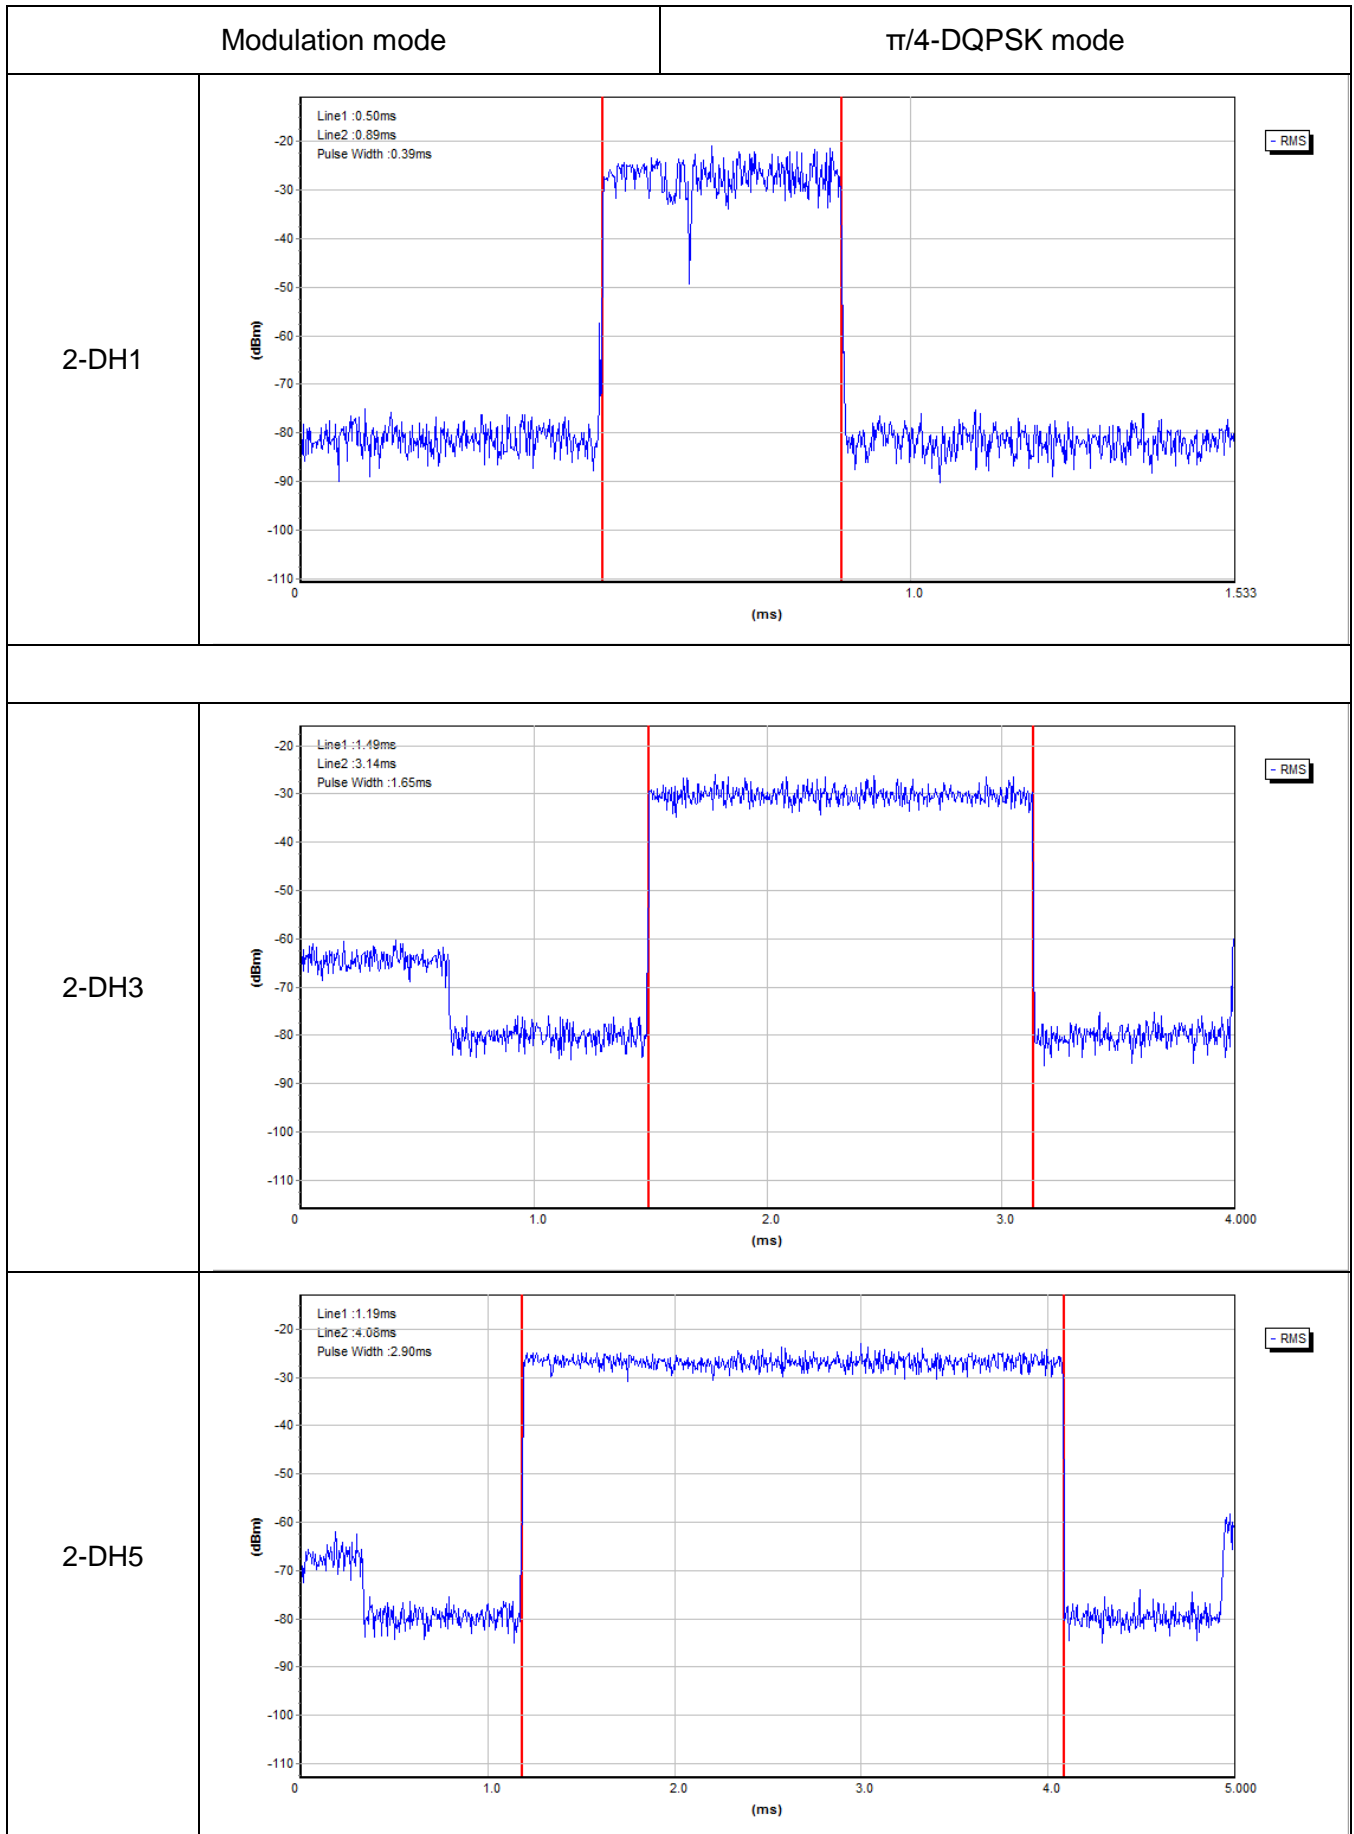 Modulation mode
π/4-DQPSK mode
2-DH1
Line1 :0.50ms
Line2 :0.89ms
Pulse Width :0.39ms
- RMS
-20
-30
-40
-50
-60
-70
-80
-90
-100
-110
(dBm)
0
1.0
1.533
(ms)
2-DH3
Line1 :1.49ms
Line2 :3.14ms
Pulse Width :1.65ms
- RMS
-20
-30
-40
-50
-60
-70
-80
-90
-100
-110
(dBm)
0
1.0
2.0
3.0
4.000
(ms)
2-DH5
Line1 :1.19ms
Line2 :4.08ms
Pulse Width :2.90ms
- RMS
-20
-30
-40
-50
-60
-70
-80
-90
-100
-110
(dBm)
0
1.0
2.0
3.0
4.0
5.000
(ms)